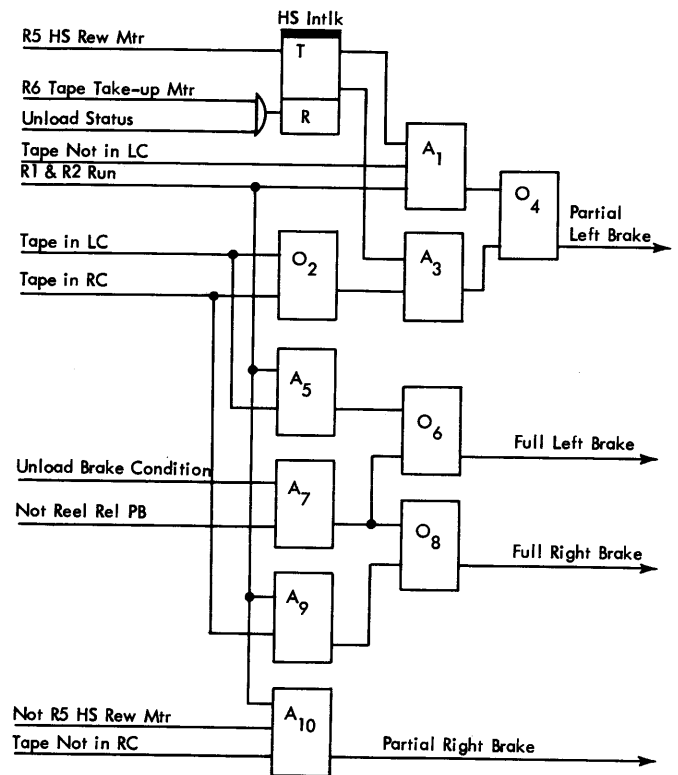 HS Intlk
R5 HS Rew Mtr
T
R6 Tape Take-up Mtr
R
Unload Status
A1
Tape Not in LC
R1 & R2 Run
O4
Partial
Left Brake
Tape in LC
O2
A3
Tape in RC
A5
O6
Full Left Brake
Unload Brake Condition
A7
Not Reel Rel PB
O8
Full Right Brake
A9
Not R5 HS Rew Mtr
A10
Tape Not in RC
Partial Right Brake